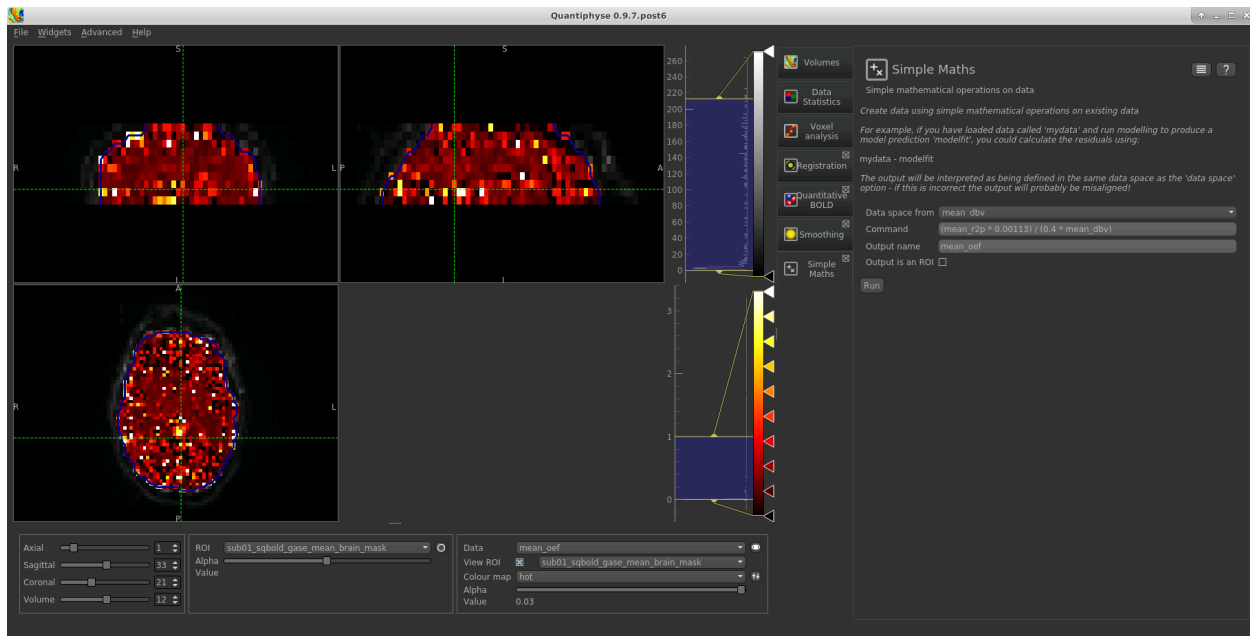 Quantiphyse 0.9.7.post6
File Widgets Advanced Help
S
R
L
I
S
P
A
I
260
240
220
200
180
160
140
120
100
80
60
40
20
0
A
R
L
P
3
2
1
0
Volumes
Data
Statistics
Voxel
analysis
Registration
Quantitative
BOLD
Smoothing
Simple
Maths
Simple Maths
?
Simple mathematical operations on data
Create data using simple mathematical operations on existing data
For example, if you have loaded data called 'mydata' and run modelling to produce a
model prediction 'modelfit', you could calculate the residuals using:
mydata - modelfit
The output will be interpreted as being defined in the same data space as the 'data space'
option - if this is incorrect the output will probably be misaligned!
Data space from mean_dbv
Command (mean_r2p * 0.00113) / (0.4 * mean_dbv)
Output name mean_oef
Output is an ROI
Run
Axial 1
Sagittal 33
Coronal 21
Volume 12
ROI sub01_sqbold_gase_mean_brain_mask
Alpha
Value
Data mean_oef
View ROI sub01_sqbold_gase_mean_brain_mask
Colour map hot
Alpha
Value 0.03